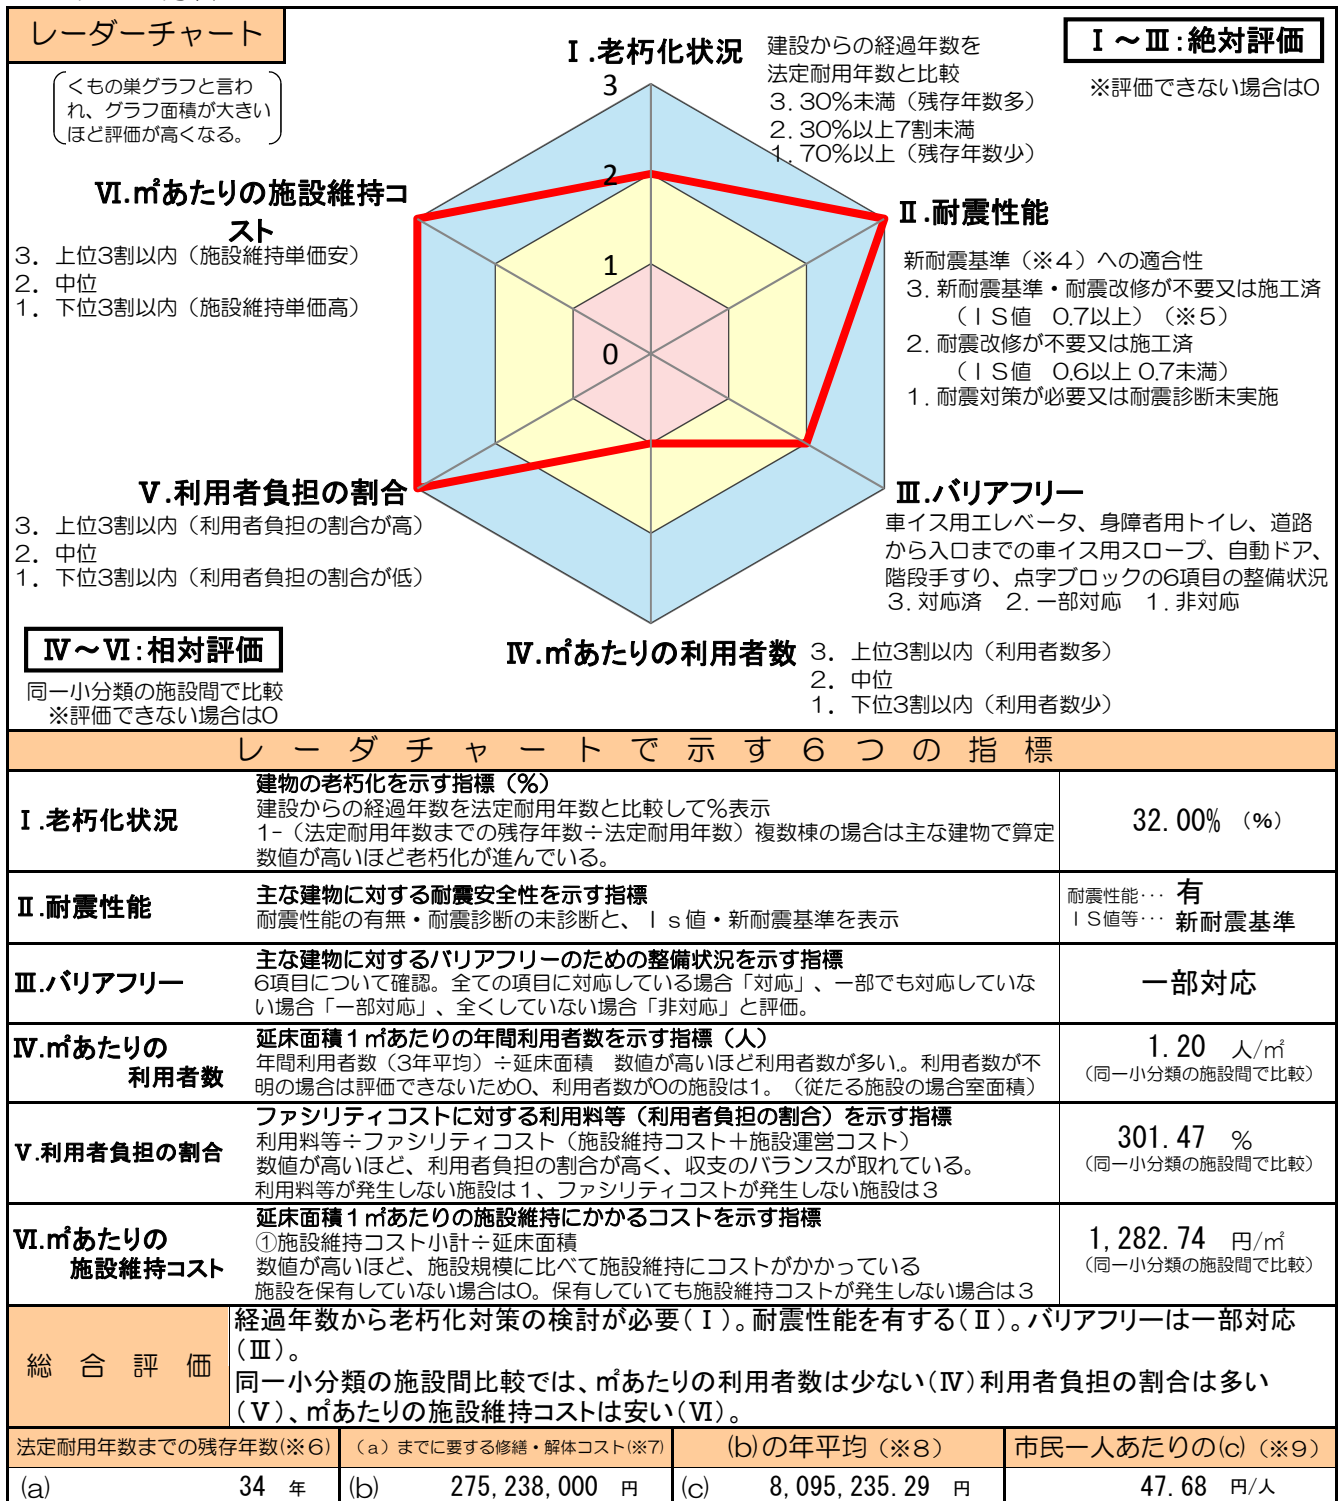 レーダーチャート
くもの巣グラフと言わ
れ、グラフ面積が大きい
ほど評価が高くなる。
Ⅰ.老朽化状況
建設からの経過年数を
法定耐用年数と比較
3. 30%未満（残存年数多）
2. 30%以上7割未満
1. 70%以上（残存年数少）
Ⅰ～Ⅲ:絶対評価
※評価できない場合は0
3
2
1
0
Ⅵ.㎡あたりの施設維持コ
スト
3. 上位3割以内（施設維持単価安）
2. 中位
1. 下位3割以内（施設維持単価高）
Ⅱ.耐震性能
新耐震基準（※4）への適合性
3. 新耐震基準・耐震改修が不要又は施工済
（ＩＳ値 0.7以上）（※5）
2. 耐震改修が不要又は施工済
（ＩＳ値 0.6以上 0.7未満）
1. 耐震対策が必要又は耐震診断未実施
Ⅴ.利用者負担の割合
3. 上位3割以内（利用者負担の割合が高）
2. 中位
1. 下位3割以内（利用者負担の割合が低）
Ⅲ.バリアフリー
車イス用エレベータ、身障者用トイレ、道路
から入口までの車イス用スロープ、自動ドア、
階段手すり、点字ブロックの6項目の整備状況
3. 対応済 2. 一部対応 1. 非対応
Ⅳ～Ⅵ:相対評価
同一小分類の施設間で比較
※評価できない場合は0
Ⅳ.㎡あたりの利用者数
3. 上位3割以内（利用者数多）
2. 中位
1. 下位3割以内（利用者数少）
レーダチャートで示す6つの指標
Ⅰ.老朽化状況
建物の老朽化を示す指標（%）
建設からの経過年数を法定耐用年数と比較して%表示
1-（法定耐用年数までの残存年数÷法定耐用年数）複数棟の場合は主な建物で算定
数値が高いほど老朽化が進んでいる。
32.00% （%）
Ⅱ.耐震性能
主な建物に対する耐震安全性を示す指標
耐震性能の有無・耐震診断の未診断と、Ｉｓ値・新耐震基準を表示
耐震性能･･･ 有
ＩＳ値等･･･ 新耐震基準
Ⅲ.バリアフリー
主な建物に対するバリアフリーのための整備状況を示す指標
6項目について確認。全ての項目に対応している場合「対応」、一部でも対応していな
い場合「一部対応」、全くしていない場合「非対応」と評価。
一部対応
Ⅳ.㎡あたりの
利用者数
延床面積１㎡あたりの年間利用者数を示す指標（人）
年間利用者数（3年平均）÷延床面積 数値が高いほど利用者数が多い。利用者数が不
明の場合は評価できないため0、利用者数が0の施設は1。（従たる施設の場合室面積）
1.20 人/㎡
（同一小分類の施設間で比較）
Ⅴ.利用者負担の割合
ファシリティコストに対する利用料等（利用者負担の割合）を示す指標
利用料等÷ファシリティコスト（施設維持コスト＋施設運営コスト）
数値が高いほど、利用者負担の割合が高く、収支のバランスが取れている。
利用料等が発生しない施設は１、ファシリティコストが発生しない施設は３
301.47 %
（同一小分類の施設間で比較）
Ⅵ.㎡あたりの
施設維持コスト
延床面積１㎡あたりの施設維持にかかるコストを示す指標
①施設維持コスト小計÷延床面積
数値が高いほど、施設規模に比べて施設維持にコストがかかっている
施設を保有していない場合は0。保有していても施設維持コストが発生しない場合は３
1,282.74 円/㎡
（同一小分類の施設間で比較）
総合評価
経過年数から老朽化対策の検討が必要(Ⅰ)。耐震性能を有する(Ⅱ)。バリアフリーは一部対応
(Ⅲ)。
同一小分類の施設間比較では、㎡あたりの利用者数は少ない(Ⅳ)利用者負担の割合は多い
(Ⅴ)、㎡あたりの施設維持コストは安い(Ⅵ)。
法定耐用年数までの残存年数(※6) （a）までに要する修繕・解体コスト(※7) (b)の年平均（※8） 市民一人あたりの(c)（※9）
(a) 34 年 (b) 275,238,000 円 (c) 8,095,235.29 円 47.68 円/人